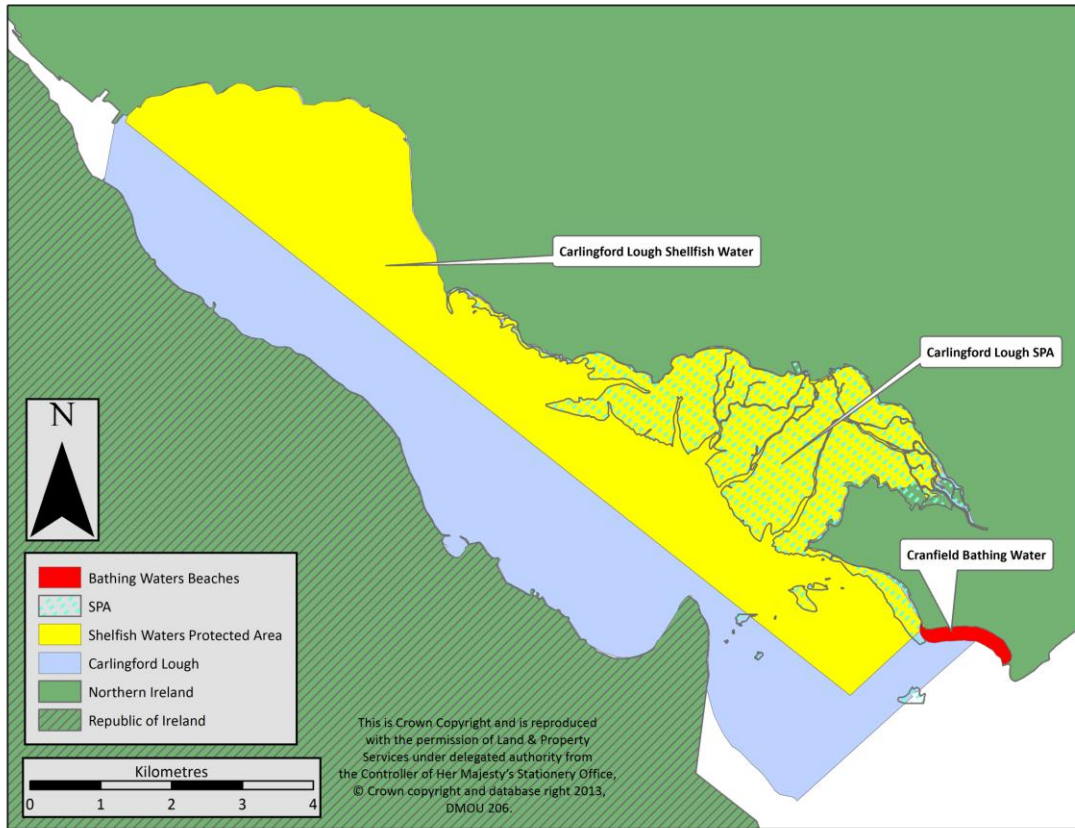 Carlingford Lough Shellfish Water
Carlingford Lough SPA
Cranfield Bathing Water
N
Bathing Waters Beaches
SPA
Shelfish Waters Protected Area
Carlingford Lough
Northern Ireland
Republic of Ireland
Kilometres
0 1 2 3 4
This is Crown Copyright and is reproduced
with the permission of Land & Property
Services under delegated authority from
the Controller of Her Majesty's Stationery Office,
© Crown copyright and database right 2013,
DMOU 206.